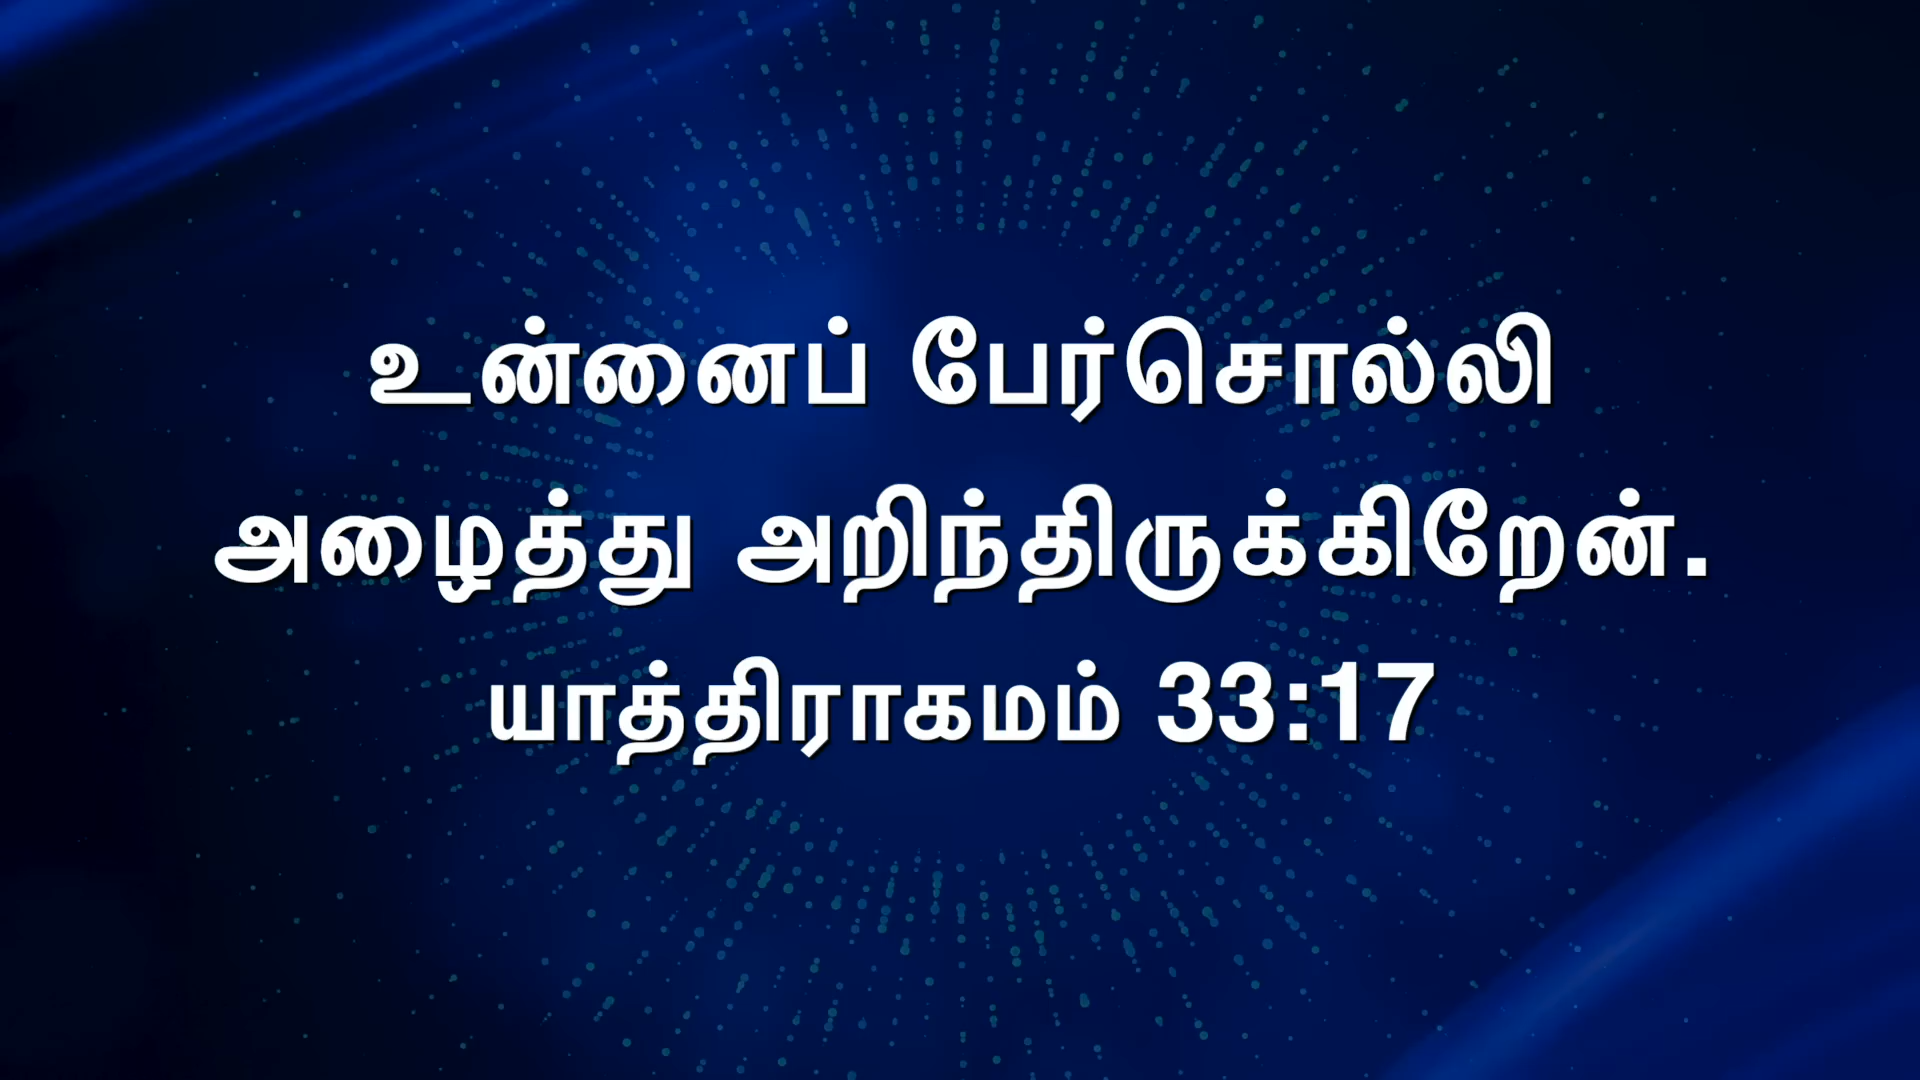 உன்னைப் பேர்சொல்லி
அழைத்து அறிந்திருக்கிறேன்.
யாத்திராகமம் 33:17